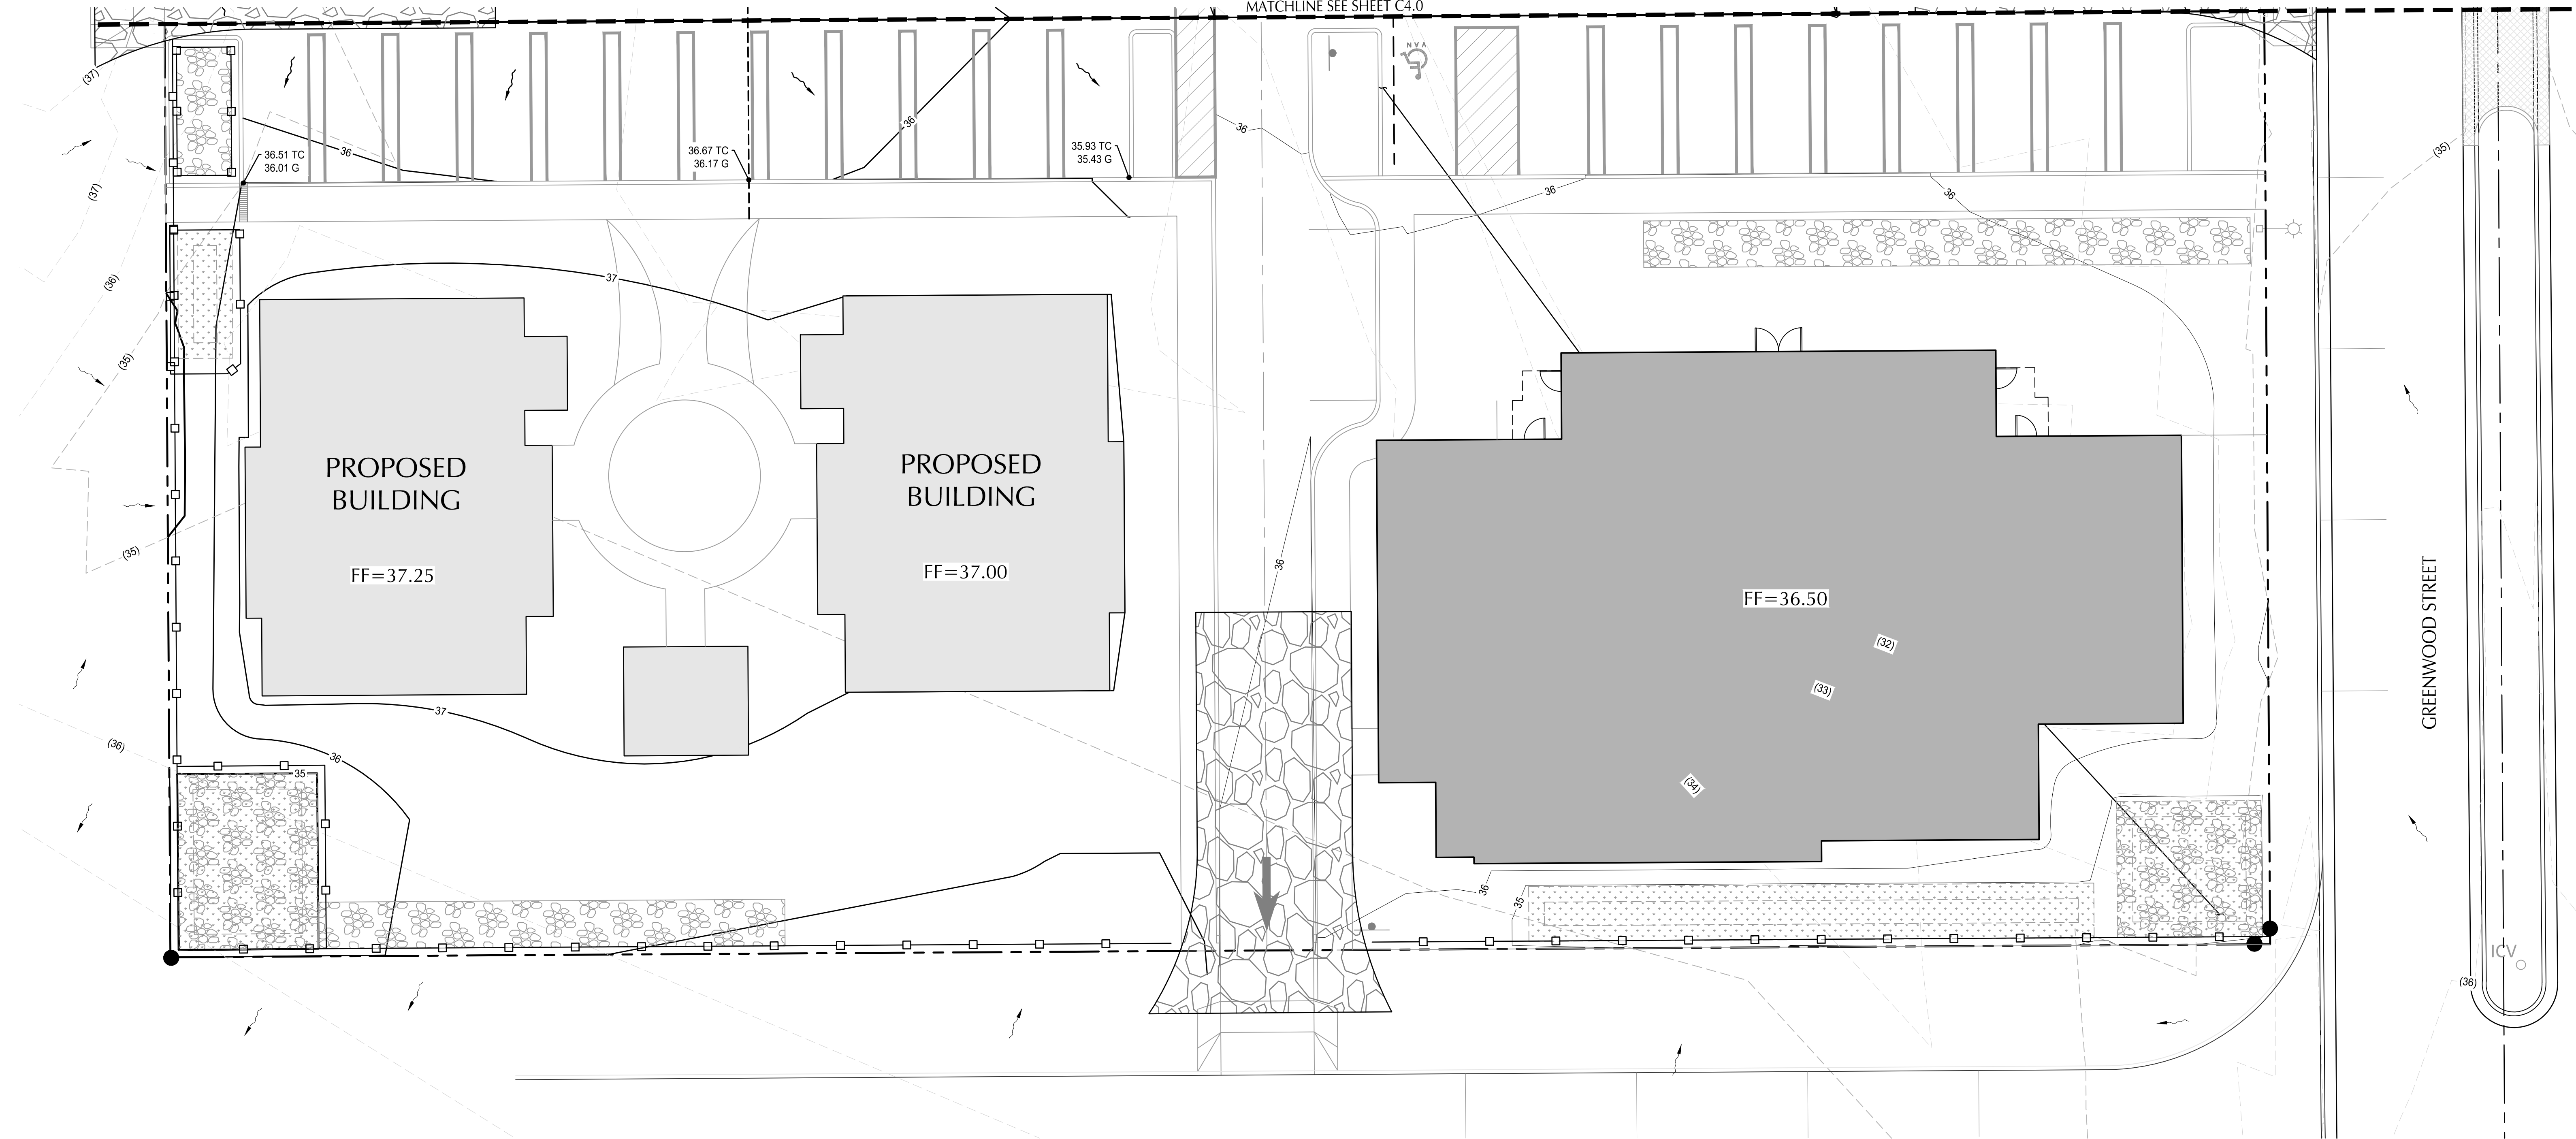 MATCHLINE SEE SHEET C4.0
(37)
VAN
36
36
36
36.51 TC
36.01 G
36.67 TC
36.17 G
35.93 TC
35.43 G
(35)
(37)
36
36
(36)
37
(35)
PROPOSED
BUILDING
FF=37.25
PROPOSED
BUILDING
FF=37.00
(35)
36
FF=36.50
GREENWOOD STREET
(32)
(33)
37
(36)
36
35
(34)
36
35
ICV
(36)